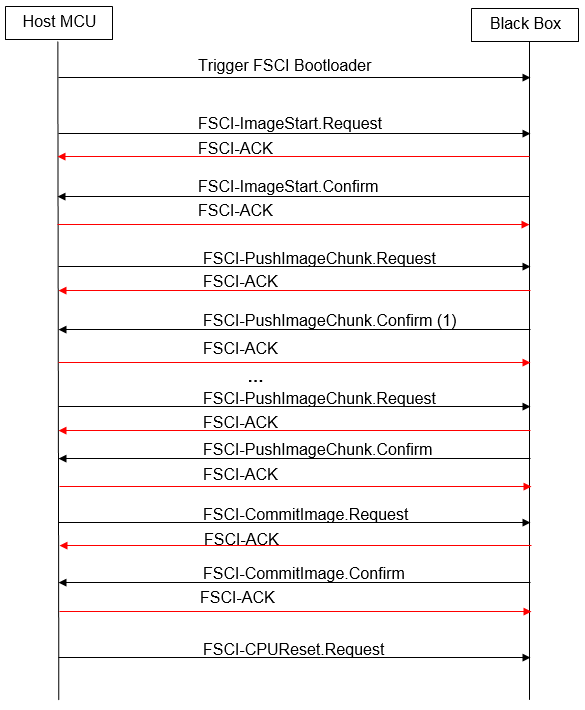 Host MCU
Black Box
Trigger FSCI Bootloader
FSCI-ImageStart.Request
FSCI-ACK
FSCI-ImageStart.Confirm
FSCI-ACK
FSCI-PushImageChunk.Request
FSCI-ACK
FSCI-PushImageChunk.Confirm (1)
FSCI-ACK
...
FSCI-PushImageChunk.Request
FSCI-ACK
FSCI-PushImageChunk.Confirm
FSCI-ACK
FSCI-CommitImage.Request
FSCI-ACK
FSCI-CommitImage.Confirm
FSCI-ACK
FSCI-CPUReset.Request